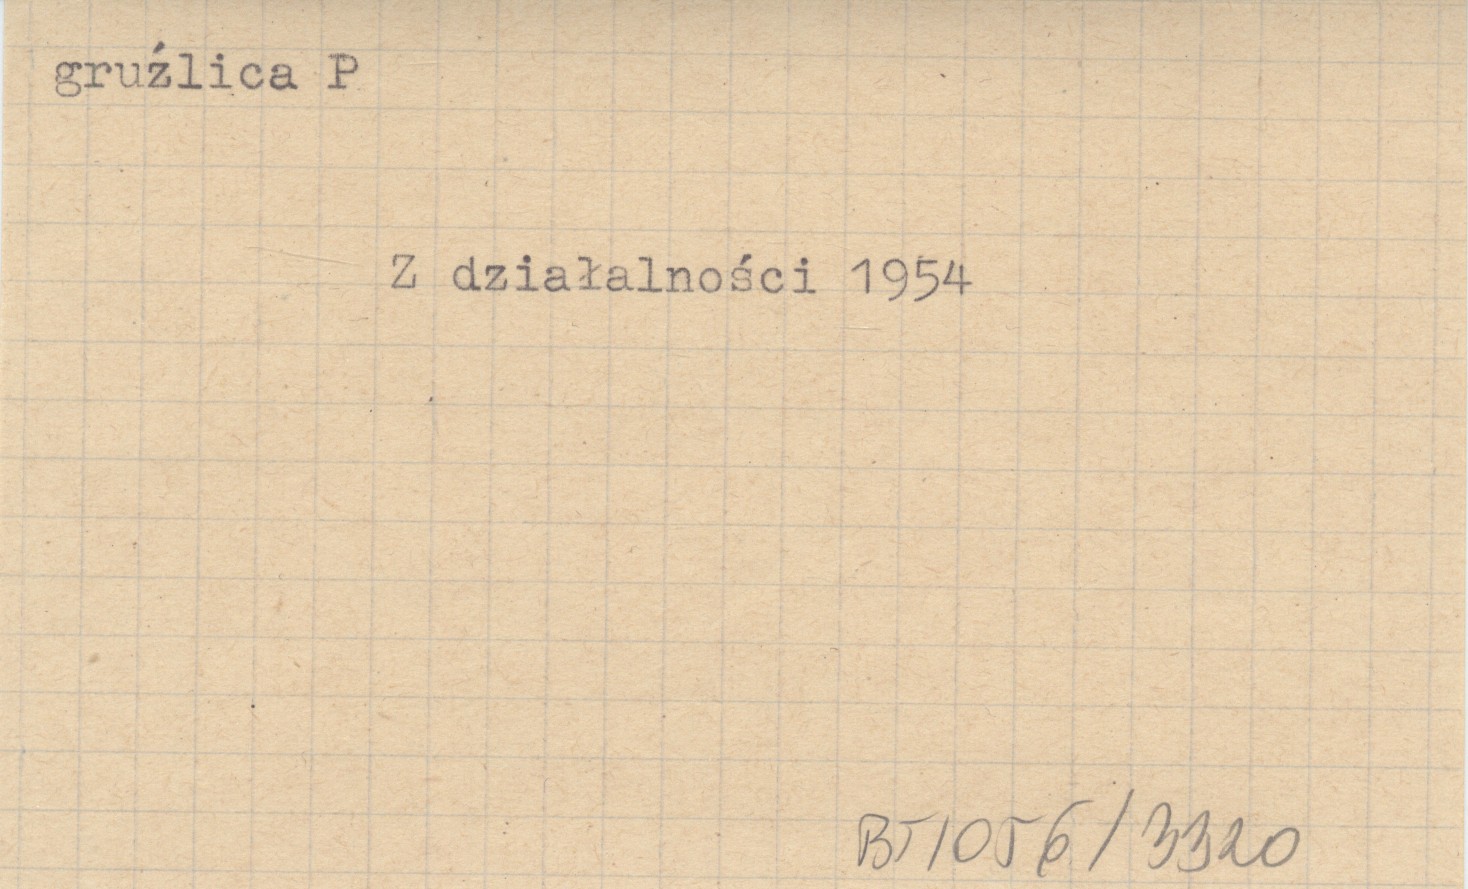 gruźlica P
Z działalności 1954
BT1056/3320